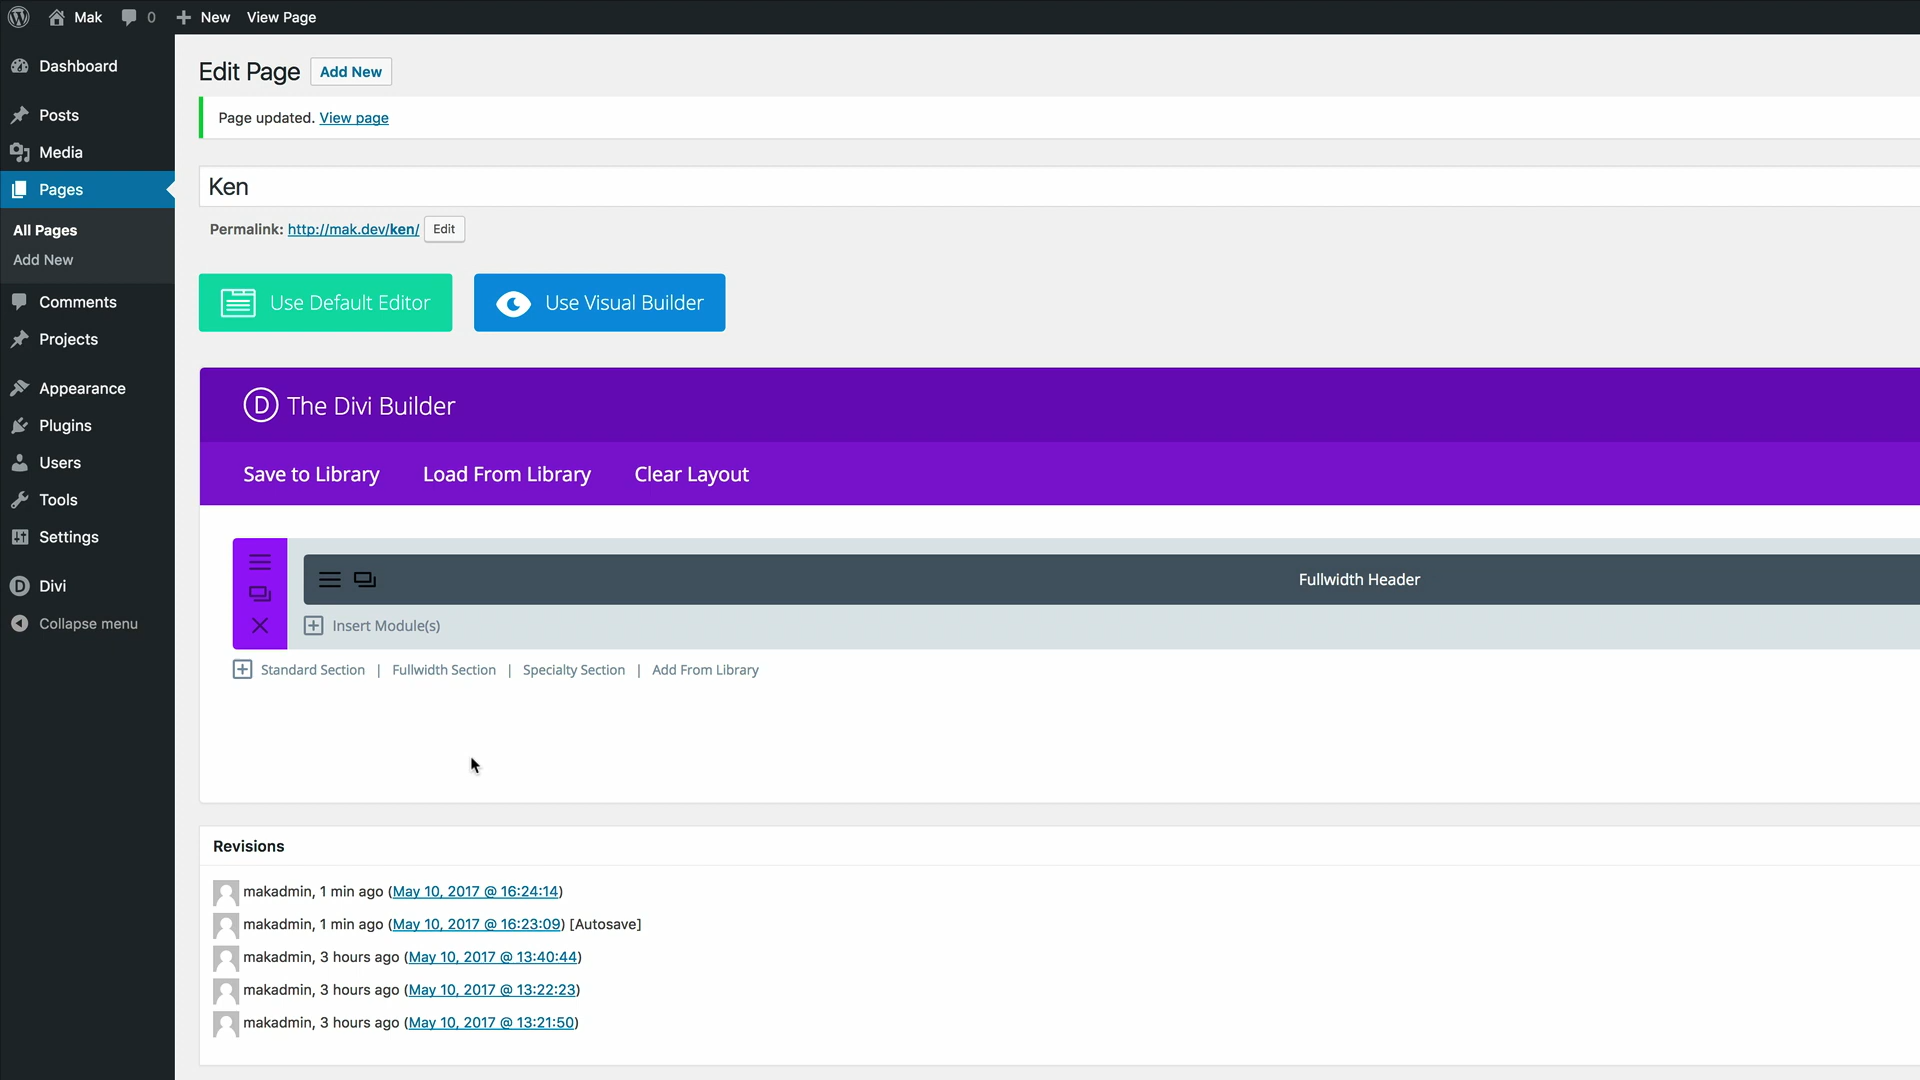 Mak 0 New View Page
Dashboard
Posts
Media
Pages
All Pages
Add New
Comments
Projects
Appearance
Plugins
Users
Tools
Settings
Divi
Collapse menu
Edit Page Add New
Page updated. View page
Ken
Permalink: http://mak.dev/ken/ Edit
Use Default Editor Use Visual Builder
D The Divi Builder
Save to Library Load From Library Clear Layout
Fullwidth Header
Insert Module(s)
Standard Section | Fullwidth Section | Specialty Section | Add From Library
Revisions
makadmin, 1 min ago (May 10, 2017 @ 16:24:14)
makadmin, 1 min ago (May 10, 2017 @ 16:23:09) [Autosave]
makadmin, 3 hours ago (May 10, 2017 @ 13:40:44)
makadmin, 3 hours ago (May 10, 2017 @ 13:22:23)
makadmin, 3 hours ago (May 10, 2017 @ 13:21:50)